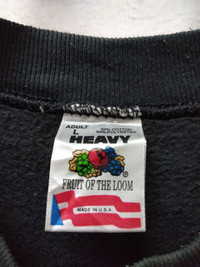 ADULT
L
50% COTTON
50% POLYESTER
HEAVY
FRUIT OF THE LOOM
MADE IN U.S.A.